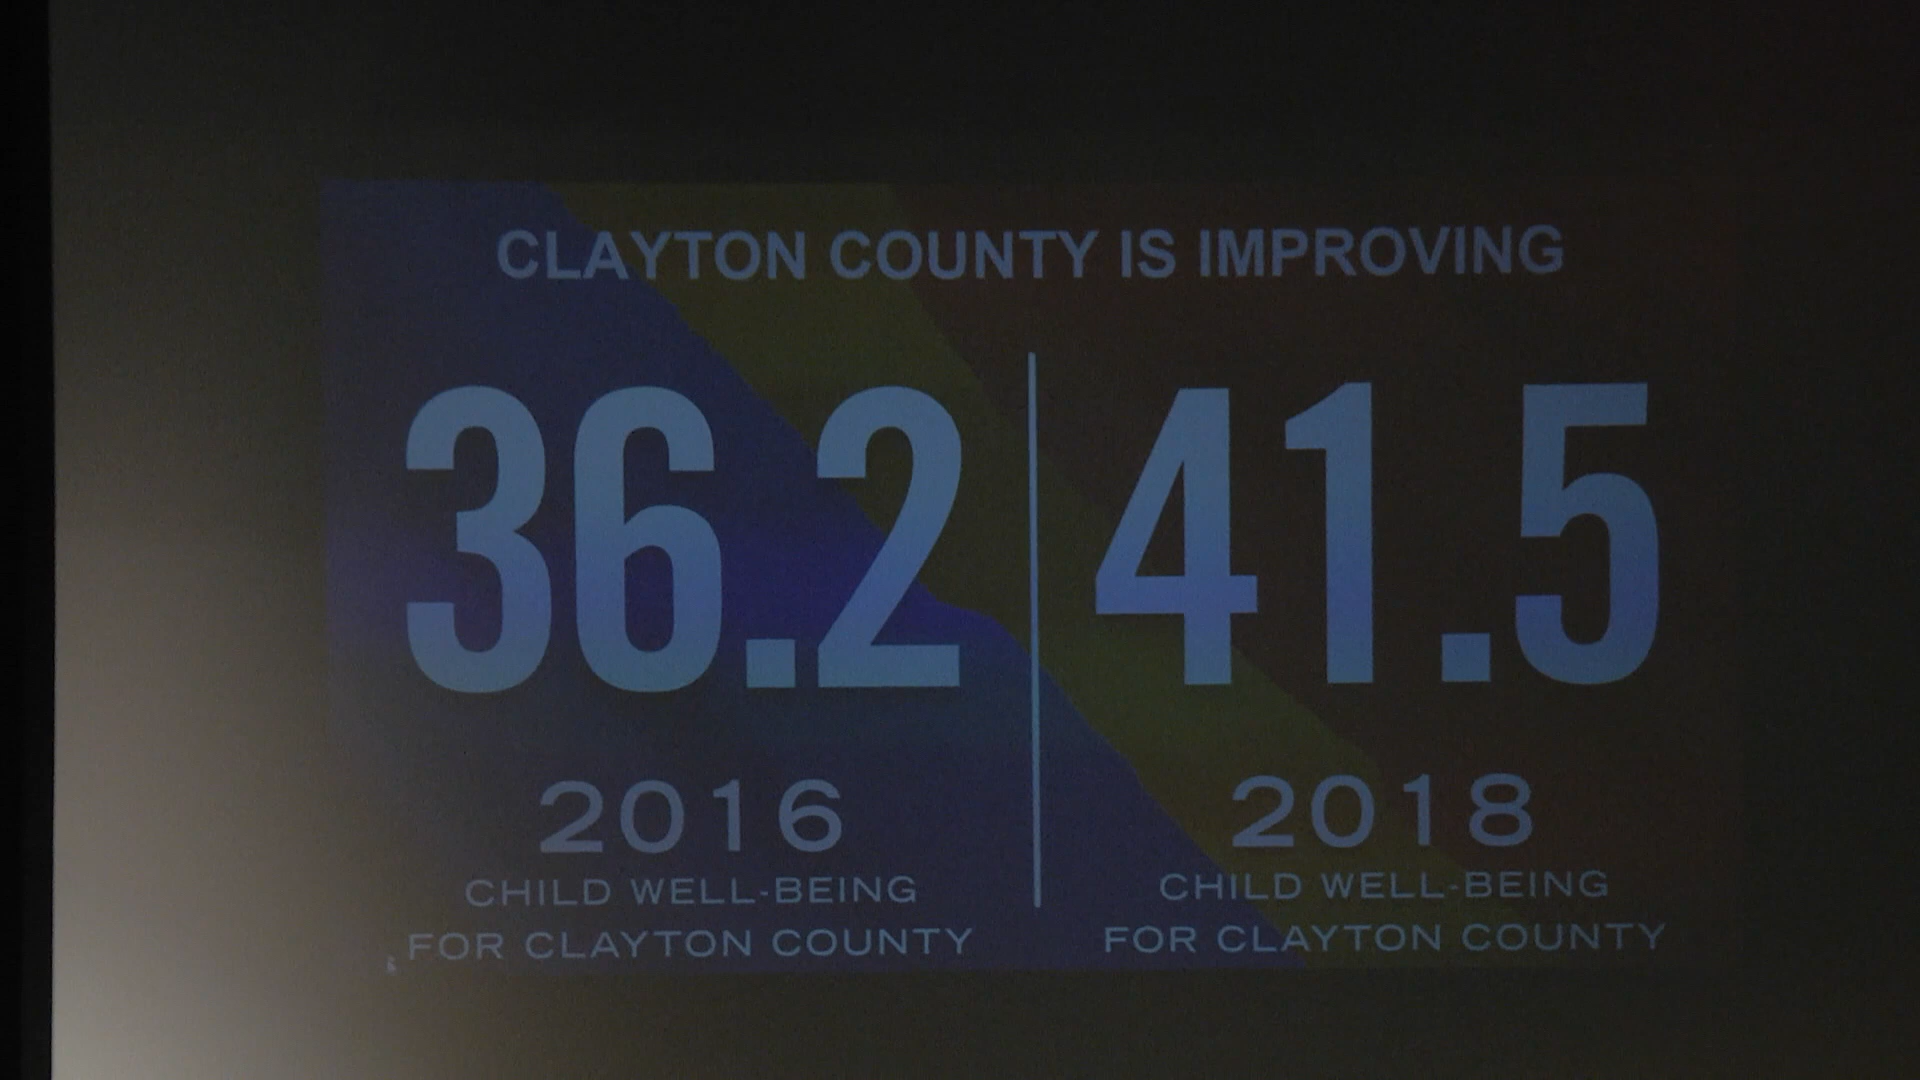 CLAYTON COUNTY IS IMPROVING
36.2
2016
CHILD WELL-BEING
FOR CLAYTON COUNTY
41.5
2018
CHILD WELL-BEING
FOR CLAYTON COUNTY